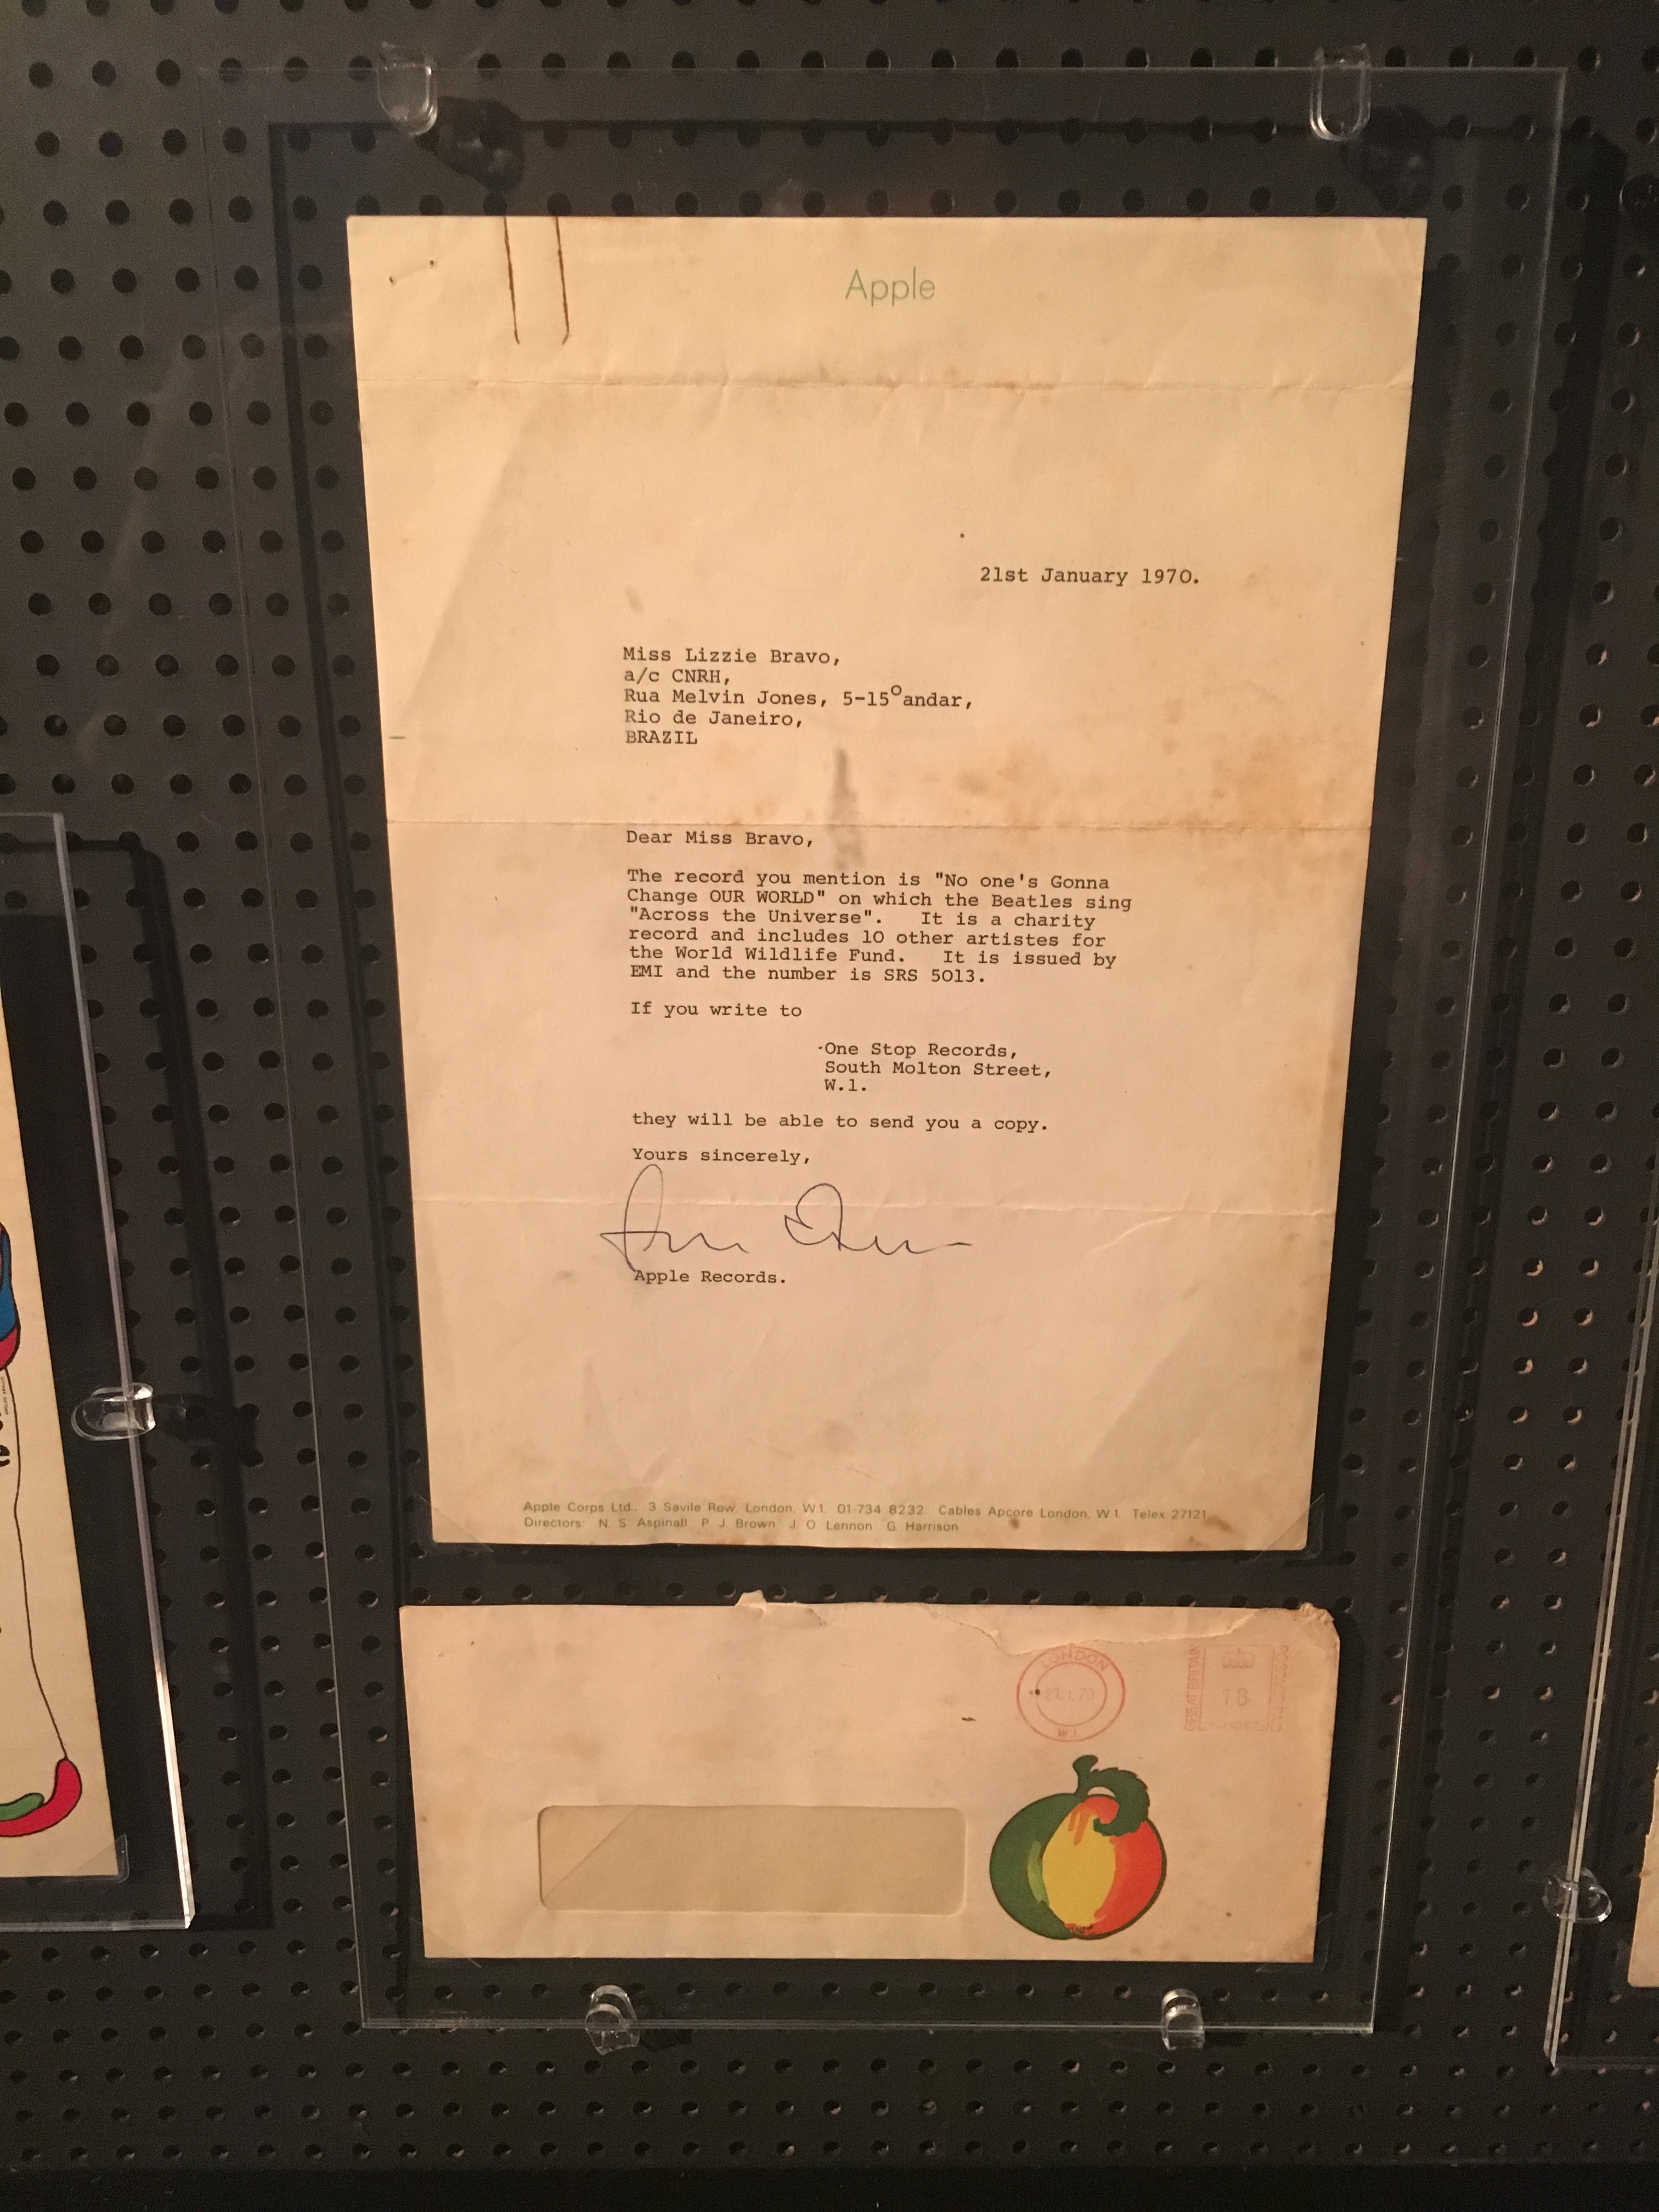 Apple
21st January 1970.
Miss Lizzie Bravo,
a/c CNRH,
Rua Melvin Jones, 5-15ºandar,
Rio de Janeiro,
BRAZIL
Dear Miss Bravo,
The record you mention is "No one's Gonna
Change OUR WORLD" on which the Beatles sing
"Across the Universe".   It is a charity
record and includes 10 other artistes for
the World Wildlife Fund.   It is issued by
EMI and the number is SRS 5013.
If you write to
One Stop Records,
South Molton Street,
W.1.
they will be able to send you a copy.
Yours sincerely,
Apple Records.
Apple Corps Ltd., 3 Savile Row, London, W1. 01-734 8232. Cables Apcore London, W1 Telex 27121
Directors N. S. Aspinall P. J. Brown J. O. Lennon G. Harrison
LONDON
W1
GREAT BRITAIN
18